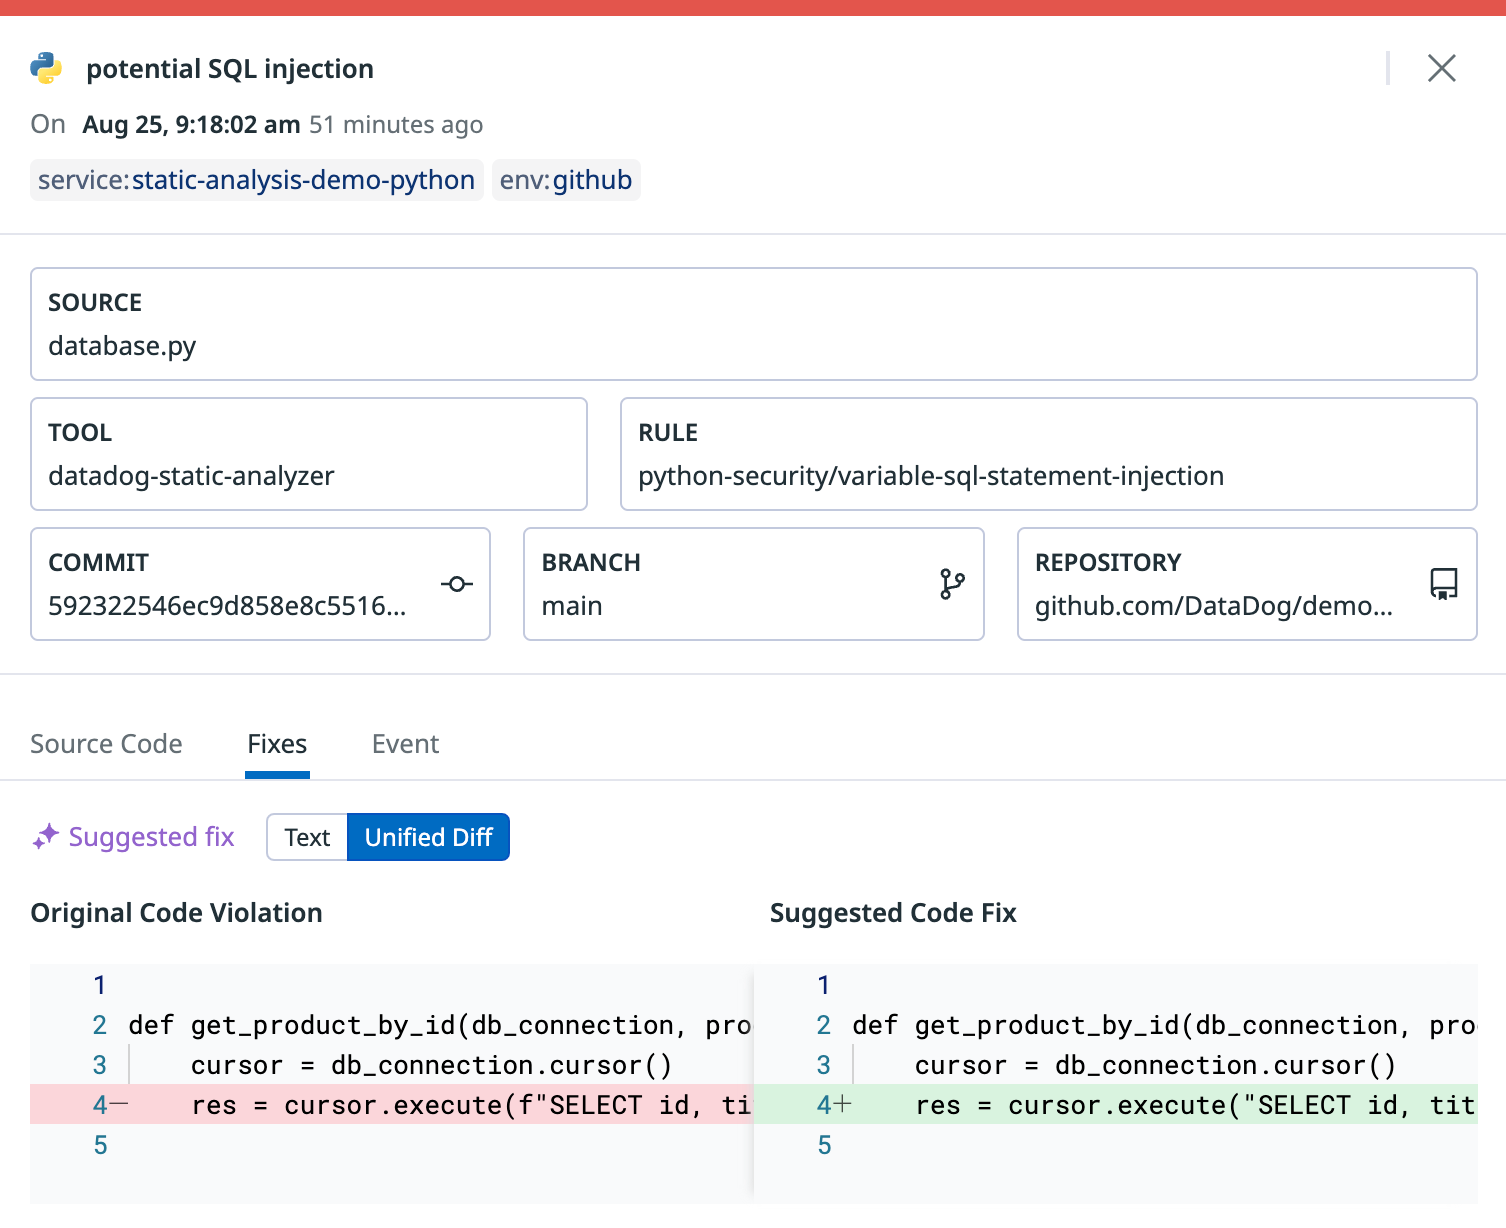 potential SQL injection
On Aug 25, 9:18:02 am 51 minutes ago
service:static-analysis-demo-python env:github
SOURCE
database.py
TOOL
datadog-static-analyzer
RULE
python-security/variable-sql-statement-injection
COMMIT
592322546ec9d858e8c5516...
BRANCH
main
REPOSITORY
github.com/DataDog/demo...
Source Code Fixes Event
Suggested fix Text Unified Diff
Original Code Violation
1
2 def get_product_by_id(db_connection, pro
3 cursor = db_connection.cursor()
4− res = cursor.execute(f"SELECT id, ti
5
Suggested Code Fix
1
2 def get_product_by_id(db_connection, pro
3 cursor = db_connection.cursor()
4+ res = cursor.execute("SELECT id, tit
5